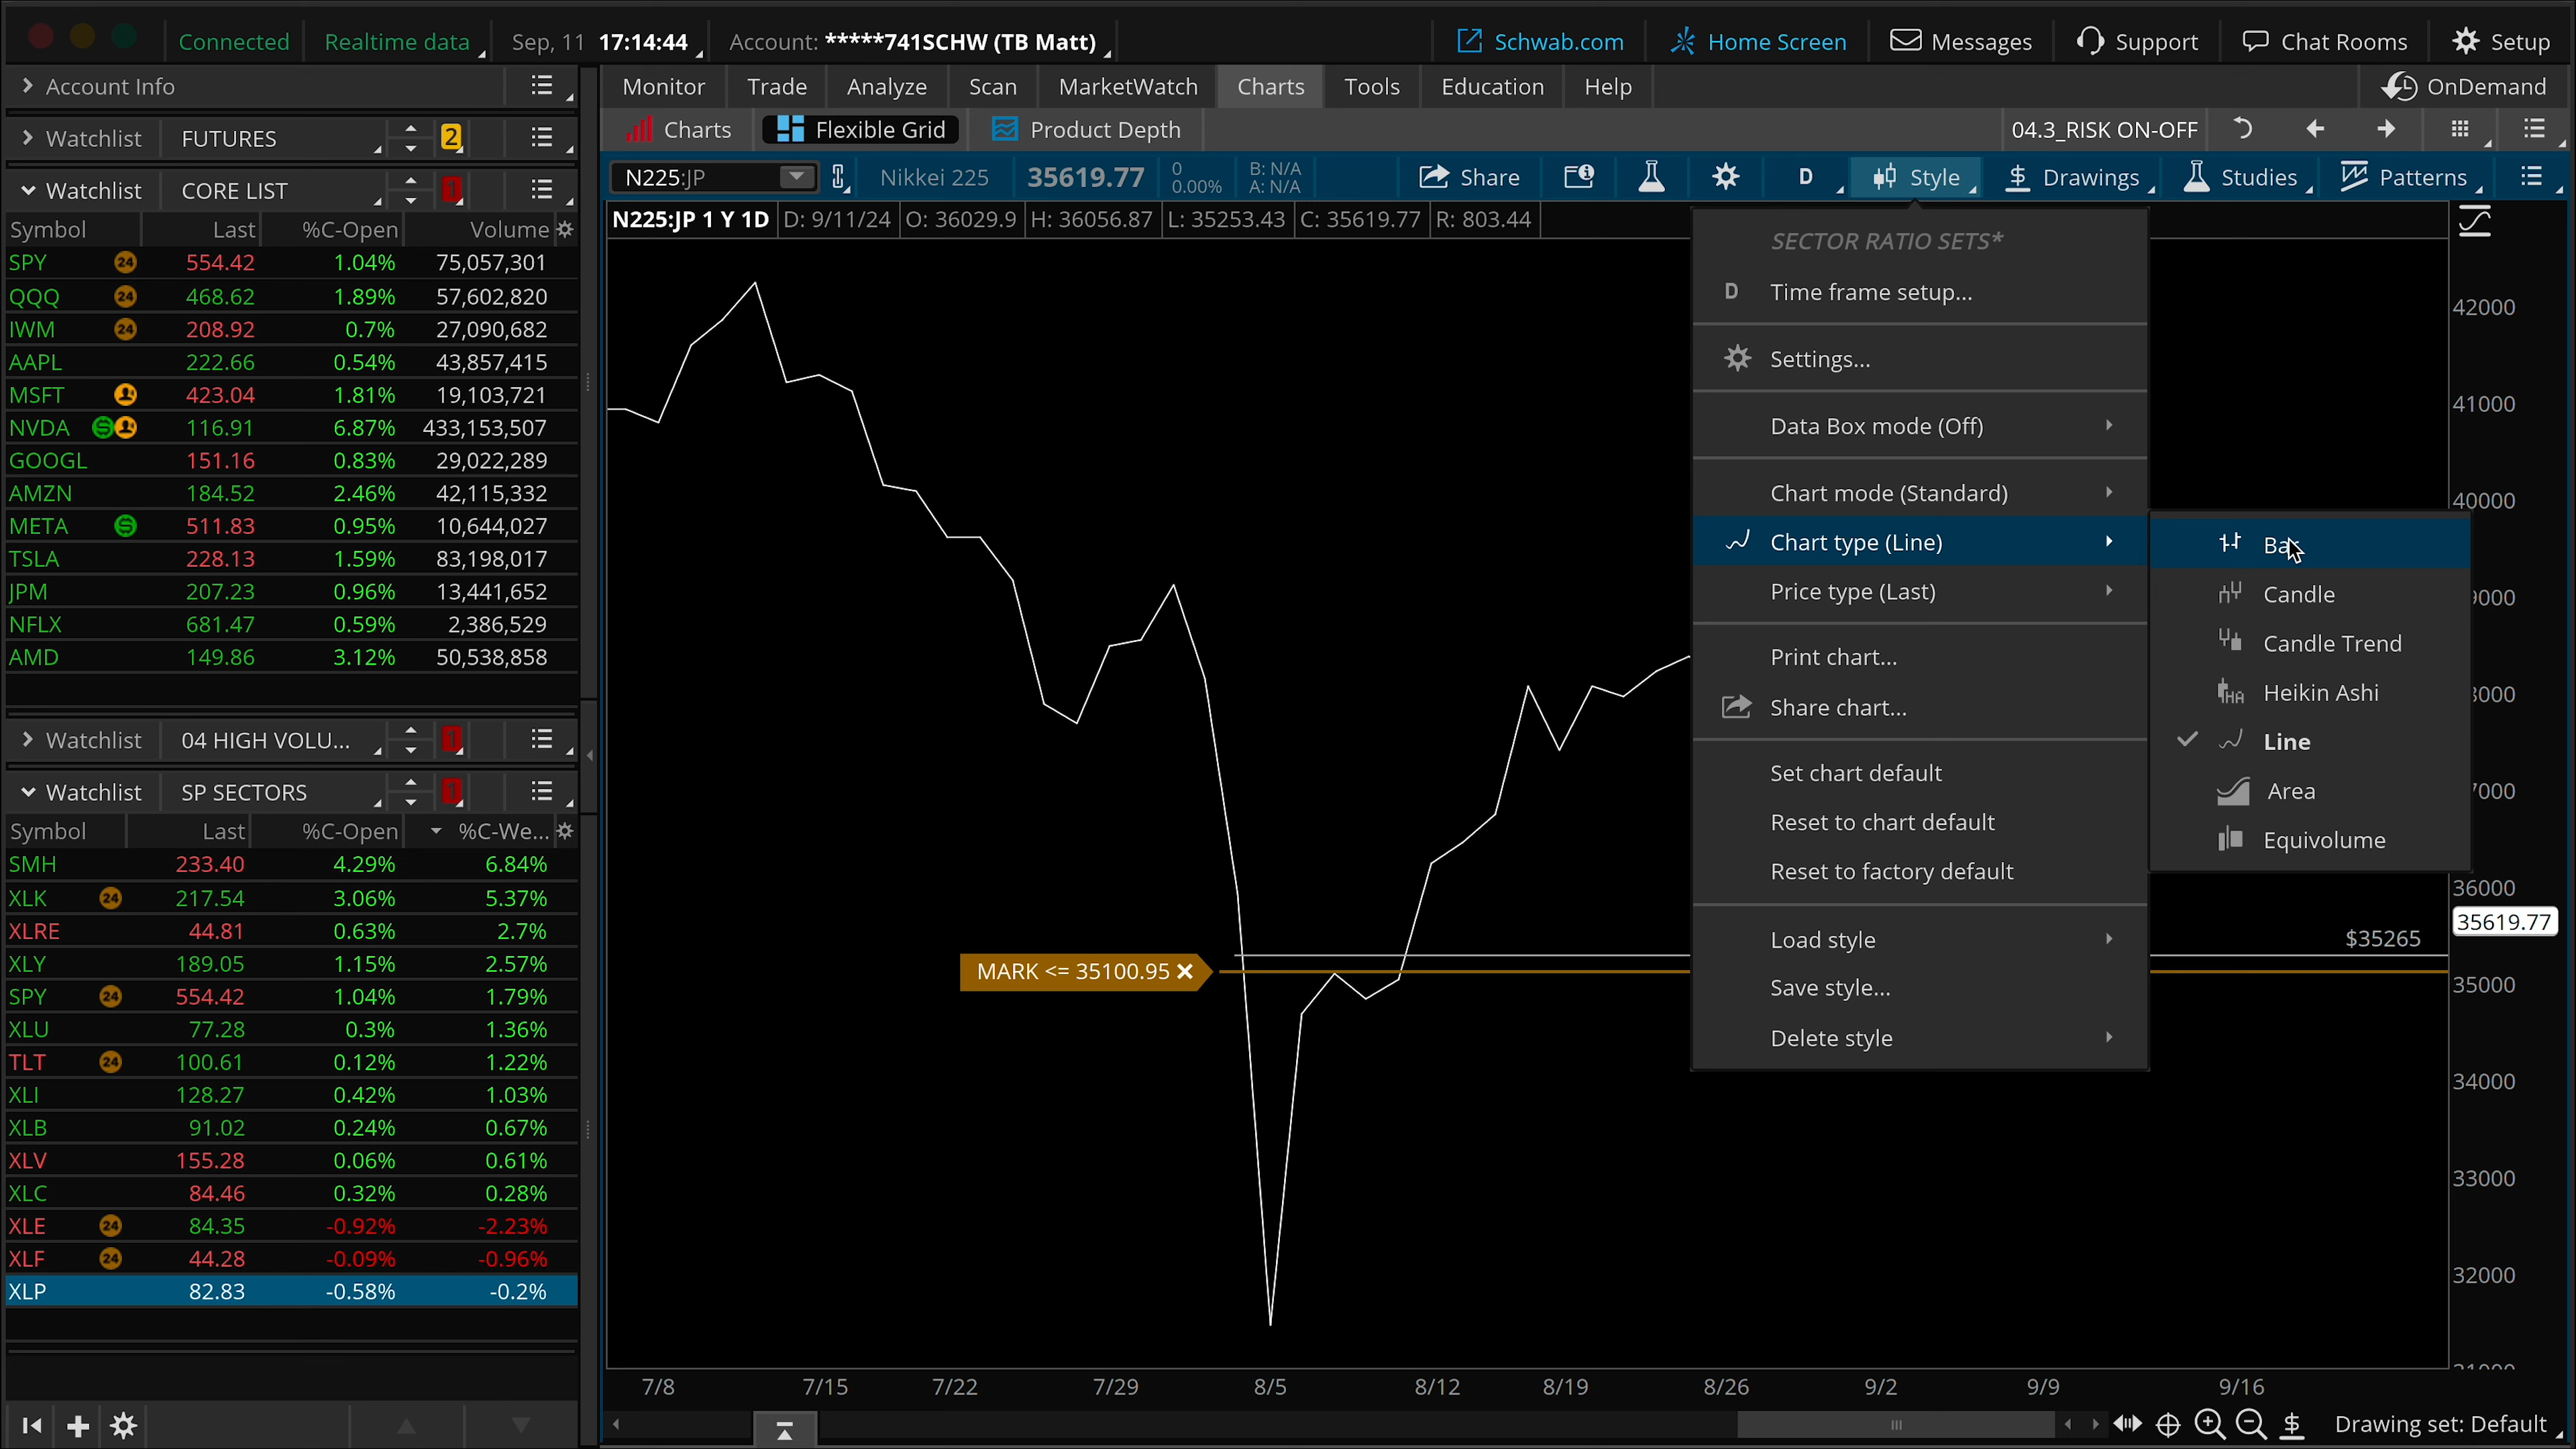 Connected Realtime data Sep, 11 17:14:44 Account: *****741SCHW (TB Matt) Schwab.com Home Screen Messages Support Chat Rooms Setup
Account Info
Monitor Trade Analyze Scan MarketWatch Charts Tools Education Help OnDemand
Watchlist FUTURES 2
Charts Flexible Grid Product Depth 04.3_RISK ON-OFF
Watchlist CORE LIST 1
N225:JP Nikkei 225 35619.77 0 0.00% B: N/A A: N/A Share D Style Drawings Studies Patterns
N225:JP 1 Y 1D D: 9/11/24 O: 36029.9 H: 36056.87 L: 35253.43 C: 35619.77 R: 803.44
Symbol Last %C-Open Volume
SPY 24 554.42 1.04% 75,057,301
QQQ 24 468.62 1.89% 57,602,820
IWM 24 208.92 0.7% 27,090,682
AAPL 222.66 0.54% 43,857,415
MSFT 423.04 1.81% 19,103,721
NVDA 116.91 6.87% 433,153,507
GOOGL 151.16 0.83% 29,022,289
AMZN 184.52 2.46% 42,115,332
META 511.83 0.95% 10,644,027
TSLA 228.13 1.59% 83,198,017
JPM 207.23 0.96% 13,441,652
NFLX 681.47 0.59% 2,386,529
AMD 149.86 3.12% 50,538,858
Watchlist 04 HIGH VOLU... 1
Watchlist SP SECTORS 1
Symbol Last %C-Open %C-We...
SMH 233.40 4.29% 6.84%
XLK 24 217.54 3.06% 5.37%
XLRE 44.81 0.63% 2.7%
XLY 189.05 1.15% 2.57%
SPY 24 554.42 1.04% 1.79%
XLU 77.28 0.3% 1.36%
TLT 24 100.61 0.12% 1.22%
XLI 128.27 0.42% 1.03%
XLB 91.02 0.24% 0.67%
XLV 155.28 0.06% 0.61%
XLC 84.46 0.32% 0.28%
XLE 24 84.35 -0.92% -2.23%
XLF 24 44.28 -0.09% -0.96%
XLP 82.83 -0.58% -0.2%
SECTOR RATIO SETS*
D Time frame setup...
Settings...
Data Box mode (Off)
Chart mode (Standard)
Chart type (Line)
Price type (Last)
Print chart...
Share chart...
Set chart default
Reset to chart default
Reset to factory default
Load style
Save style...
Delete style
Candle
Candle Trend
HA Heikin Ashi
Line
Area
Equivolume
MARK <= 35100.95
$35265
42000
41000
40000
36000
35619.77
35000
34000
33000
32000
7/8 7/15 7/22 7/29 8/5 8/12 8/19 8/26 9/2 9/9 9/16
Drawing set: Default